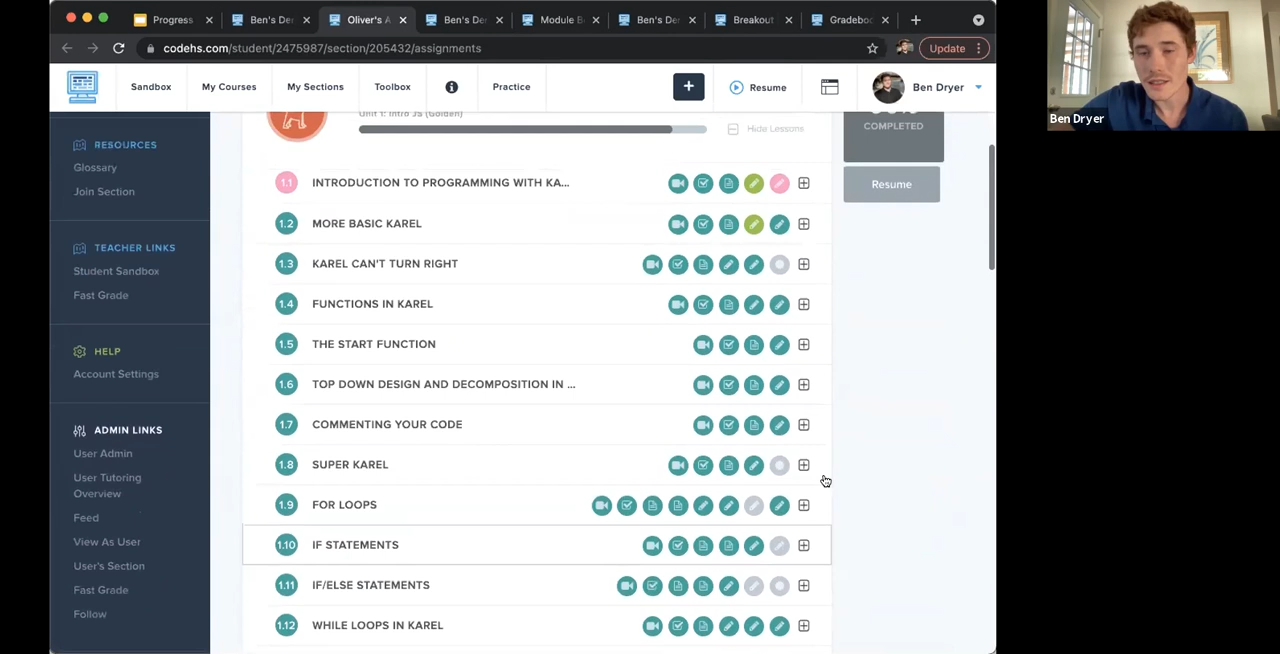 Progress
Ben's Der
Oliver's A
Ben's De
Module B
Ben's De
Breakout
Gradeboo
codehs.com/student/2475987/section/205432/assignments
Update
Sandbox
My Courses
My Sections
Toolbox
Practice
Resume
Ben Dryer
Unit 1: Intro JS (Golden)
Hide Lessons
COMPLETED
Resume
RESOURCES
Glossary
Join Section
TEACHER LINKS
Student Sandbox
Fast Grade
HELP
Account Settings
ADMIN LINKS
User Admin
User Tutoring
Overview
Feed
View As User
User's Section
Fast Grade
Follow
1.1 INTRODUCTION TO PROGRAMMING WITH KA...
1.2 MORE BASIC KAREL
1.3 KAREL CAN'T TURN RIGHT
1.4 FUNCTIONS IN KAREL
1.5 THE START FUNCTION
1.6 TOP DOWN DESIGN AND DECOMPOSITION IN ...
1.7 COMMENTING YOUR CODE
1.8 SUPER KAREL
1.9 FOR LOOPS
1.10 IF STATEMENTS
1.11 IF/ELSE STATEMENTS
1.12 WHILE LOOPS IN KAREL
Ben Dryer